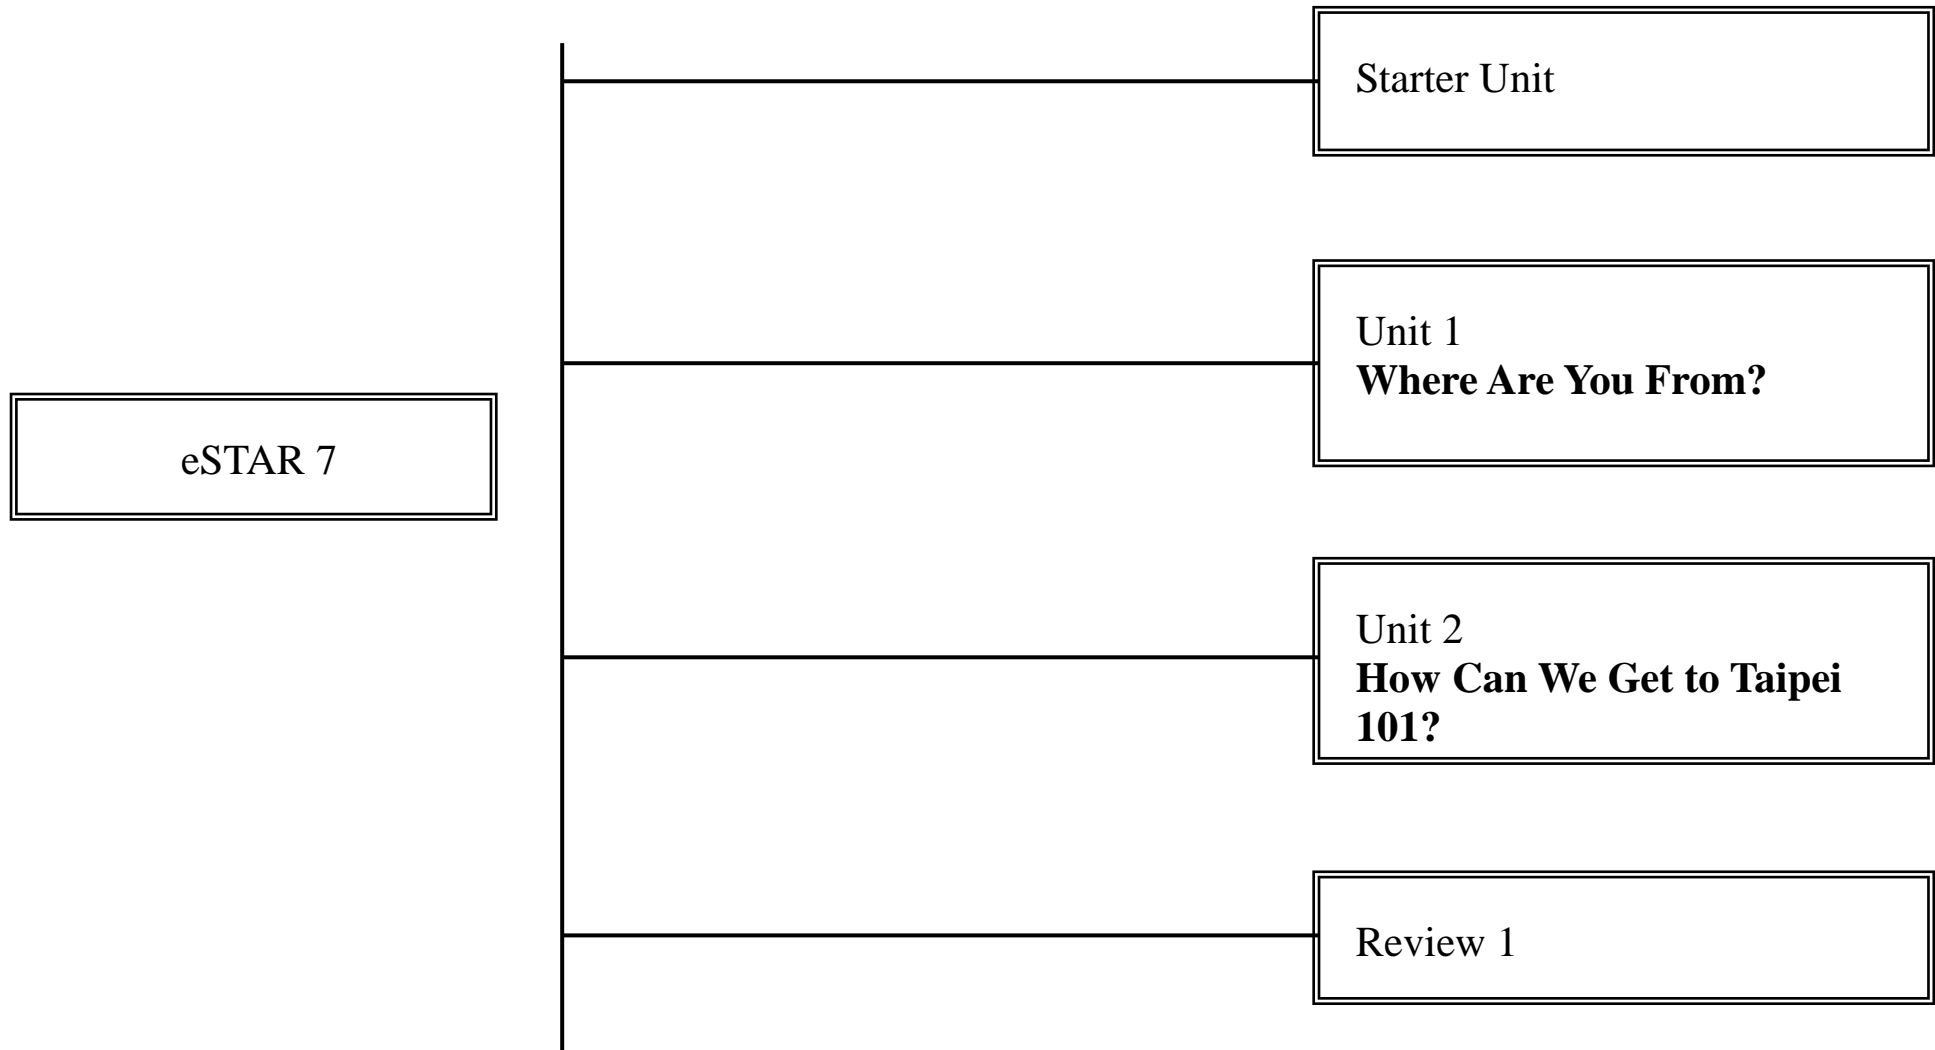 Starter Unit
Unit 1
Where Are You From?
eSTAR 7
Unit 2
How Can We Get to Taipei
101?
Review 1